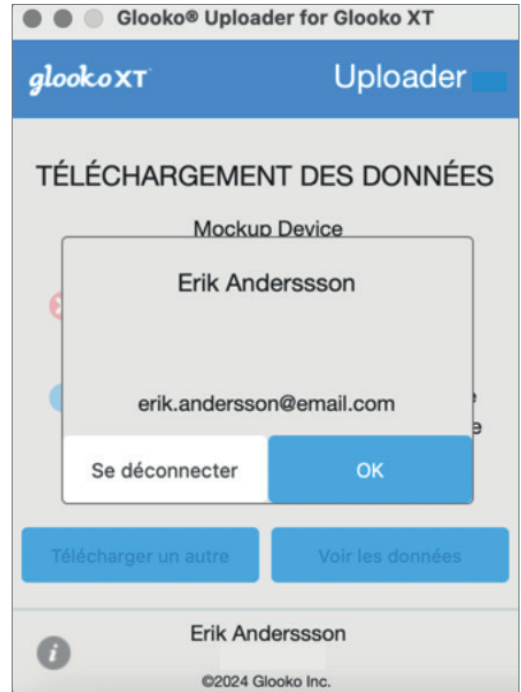 Glooko® Uploader for Glooko XT
glooko XT
Uploader
TÉLÉCHARGEMENT DES DONNÉES
Mockup Device
Erik Anderssson
erik.andersson@email.com
e
Se déconnecter
OK
Télécharger un autre
Voir les données
Erik Anderssson
©2024 Glooko Inc.